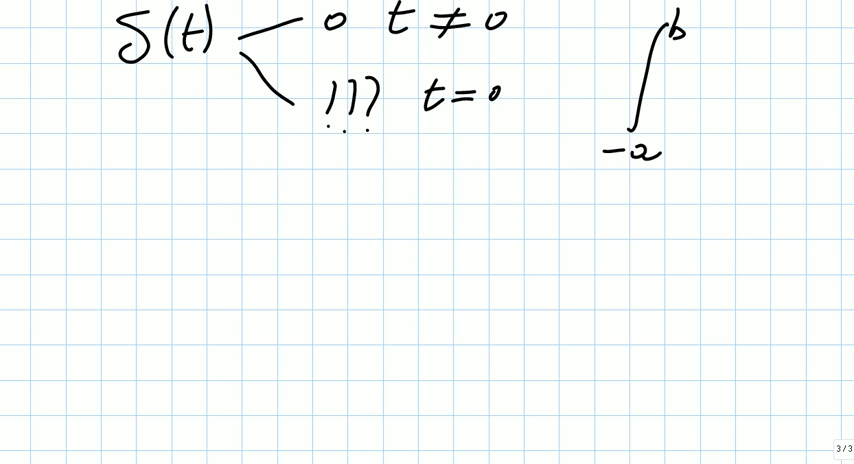 δ(t) 0 t ≠ 0
!!? t = 0
∫ b
-a
3/3